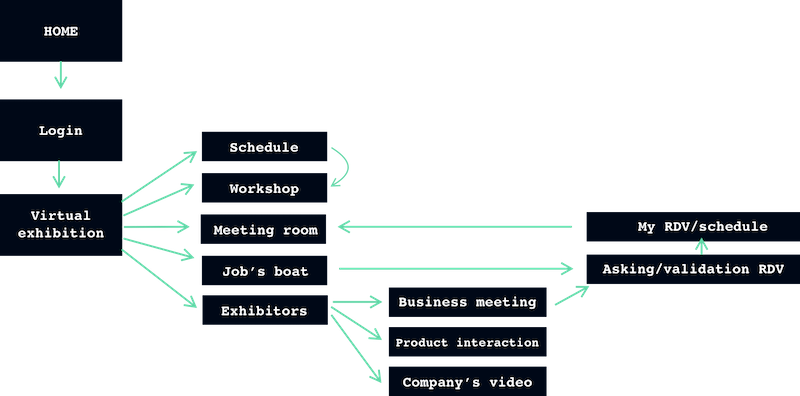 HOME
Login
Virtual
exhibition
Schedule
Workshop
Meeting room
Job's boat
Exhibitors
Business meeting
Product interaction
Company's video
My RDV/schedule
Asking/validation RDV